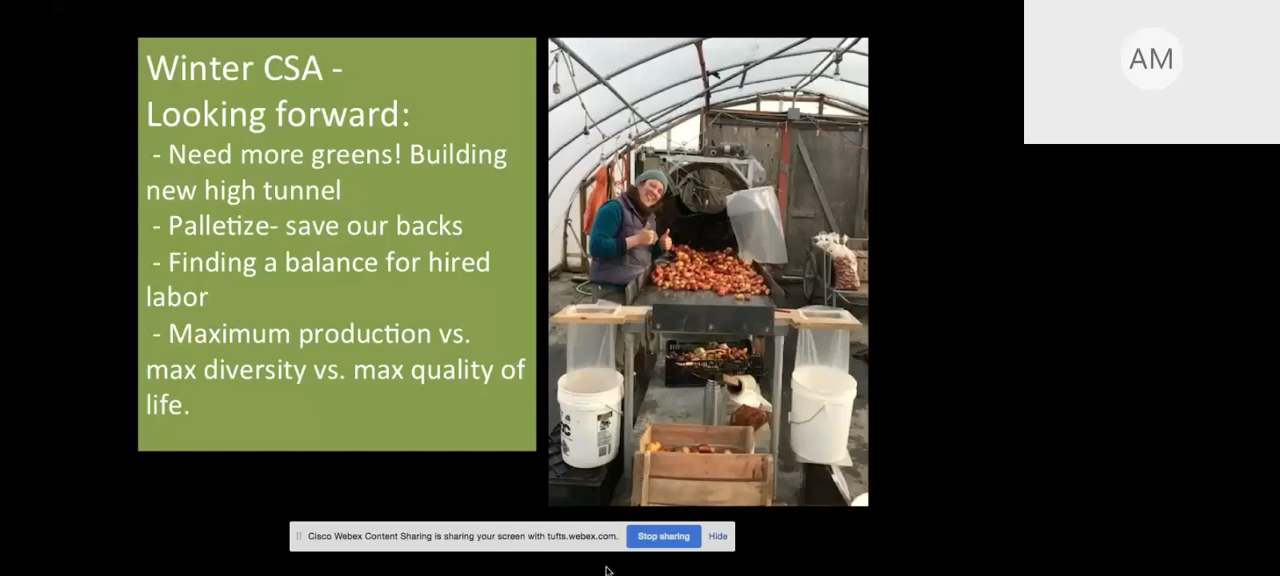 Winter CSA -
Looking forward:
- Need more greens! Building
new high tunnel
- Palletize- save our backs
- Finding a balance for hired
labor
- Maximum production vs.
max diversity vs. max quality of
life.
AM
Cisco Webex Content Sharing is sharing your screen with tufts.webex.com. Stop sharing Hide